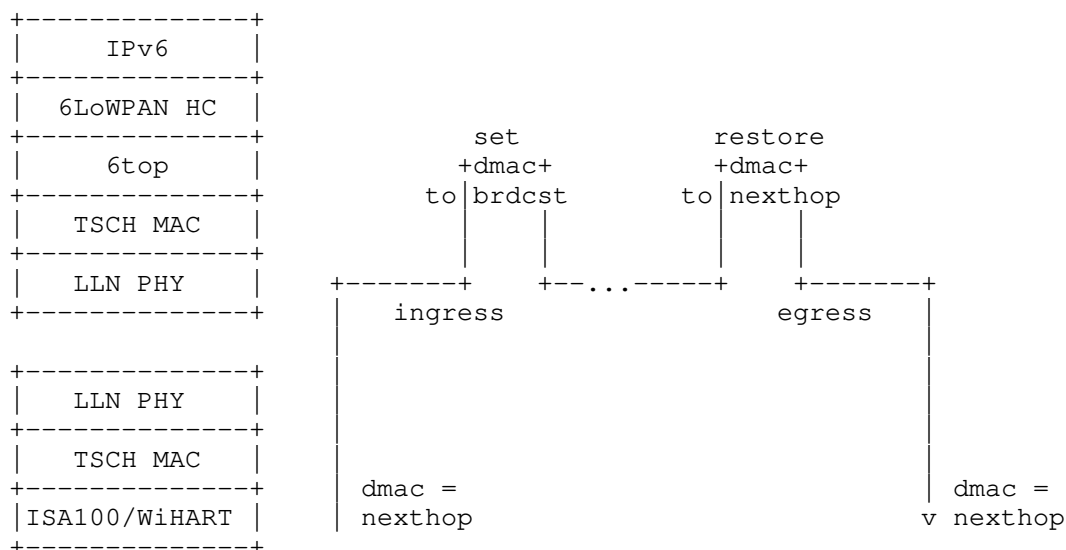 IPv6
6LoWPAN HC
set restore
6top +dmac+ +dmac+
to|brdcst to|nexthop
TSCH MAC
LLN PHY +--...-----+
ingress egress
LLN PHY
TSCH MAC
dmac = dmac =
ISA100/WiHART nexthop v nexthop